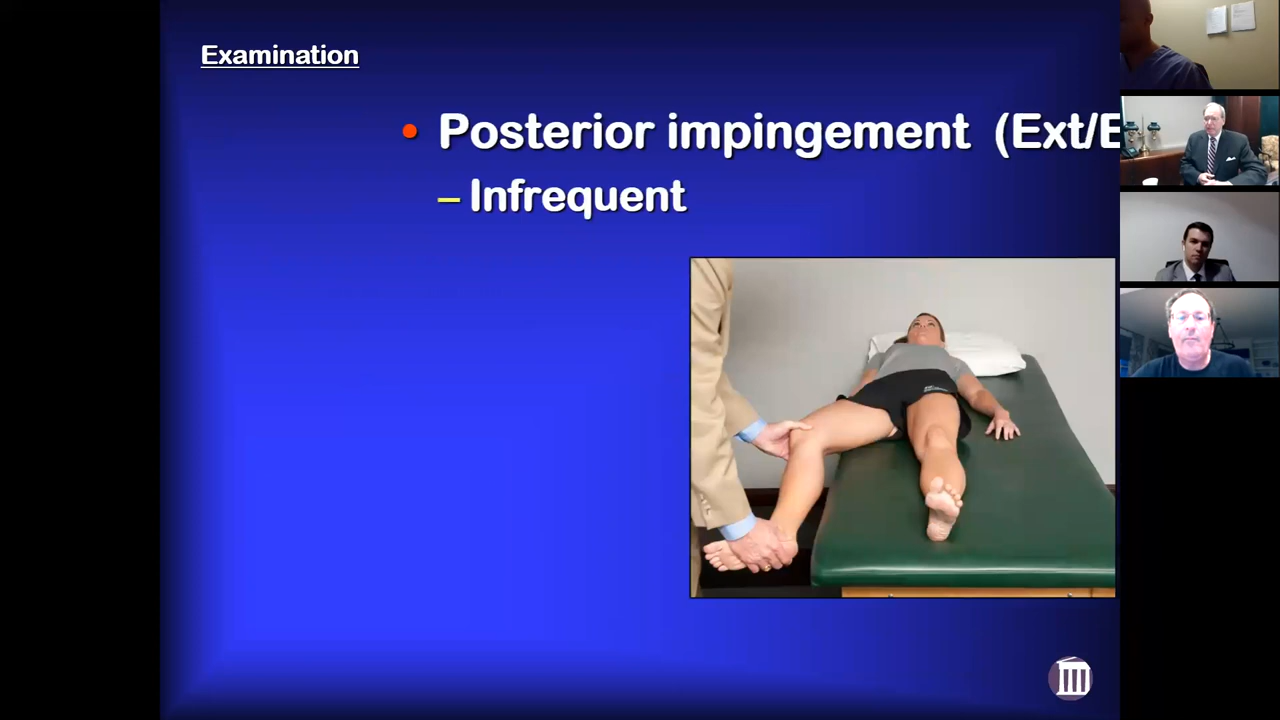 Examination
• Posterior impingement (Ext/E
– Infrequent